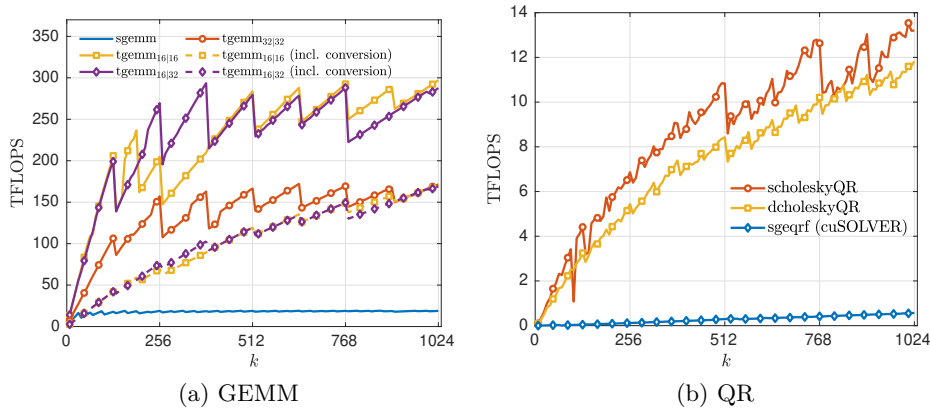 350
300
250
200
150
100
50
0
TFLOPS
sgemm
tgemm32|32
tgemm16|16
tgemm16|16 (incl. conversion)
tgemm16|32
tgemm16|32 (incl. conversion)
0 256 512 768 1024
k
(a) GEMM
14
12
10
8
6
4
2
0
TFLOPS
scholeskyQR
dcholeskyQR
sgeqrf (cuSOLVER)
0 256 512 768 1024
k
(b) QR